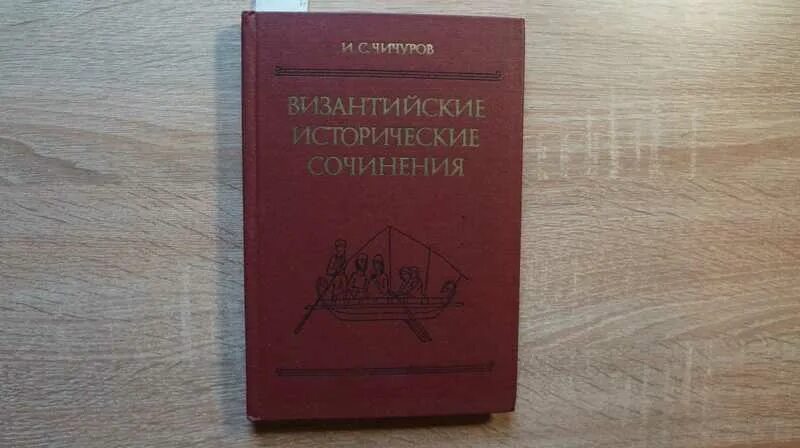 И. С. ЧИЧУРОВ
ВИЗАНТИЙСКИЕ
ИСТОРИЧЕСКИЕ
СОЧИНЕНИЯ